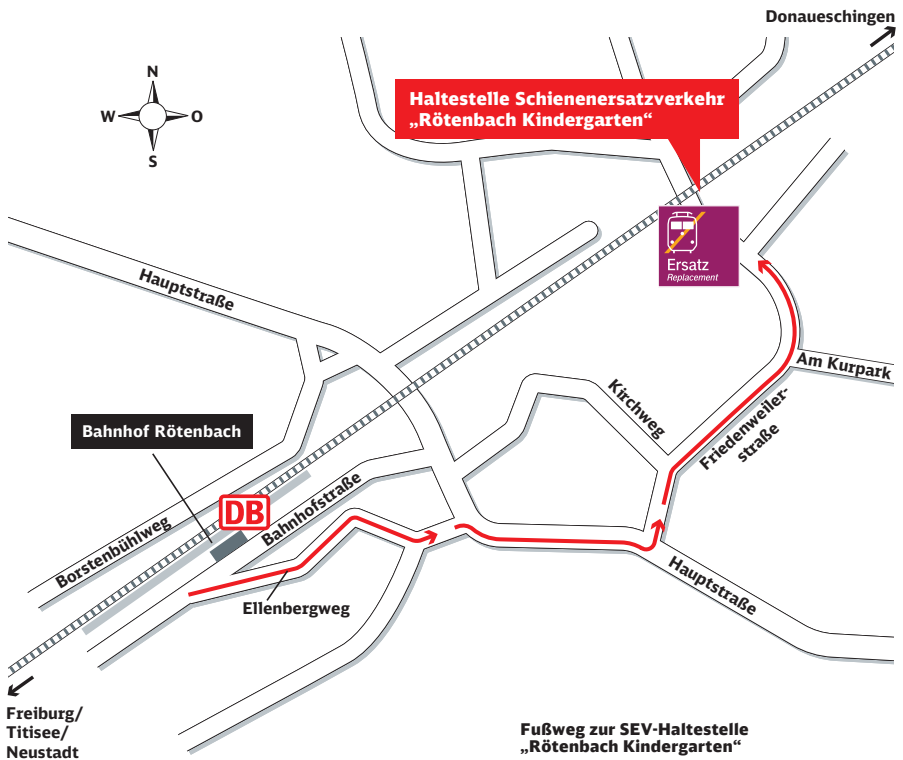 Donaueschingen
N
W
O
S
Haltestelle Schienenersatzverkehr
„Rötenbach Kindergarten“
Ersatz
Replacement
Hauptstraße
Am Kurpark
Kirchweg
Friedenweiler-
straße
Bahnhof Rötenbach
DB
Bahnhofstraße
Borstenbühlweg
Ellenbergweg
Hauptstraße
Freiburg/
Titisee/
Neustadt
Fußweg zur SEV-Haltestelle
„Rötenbach Kindergarten“